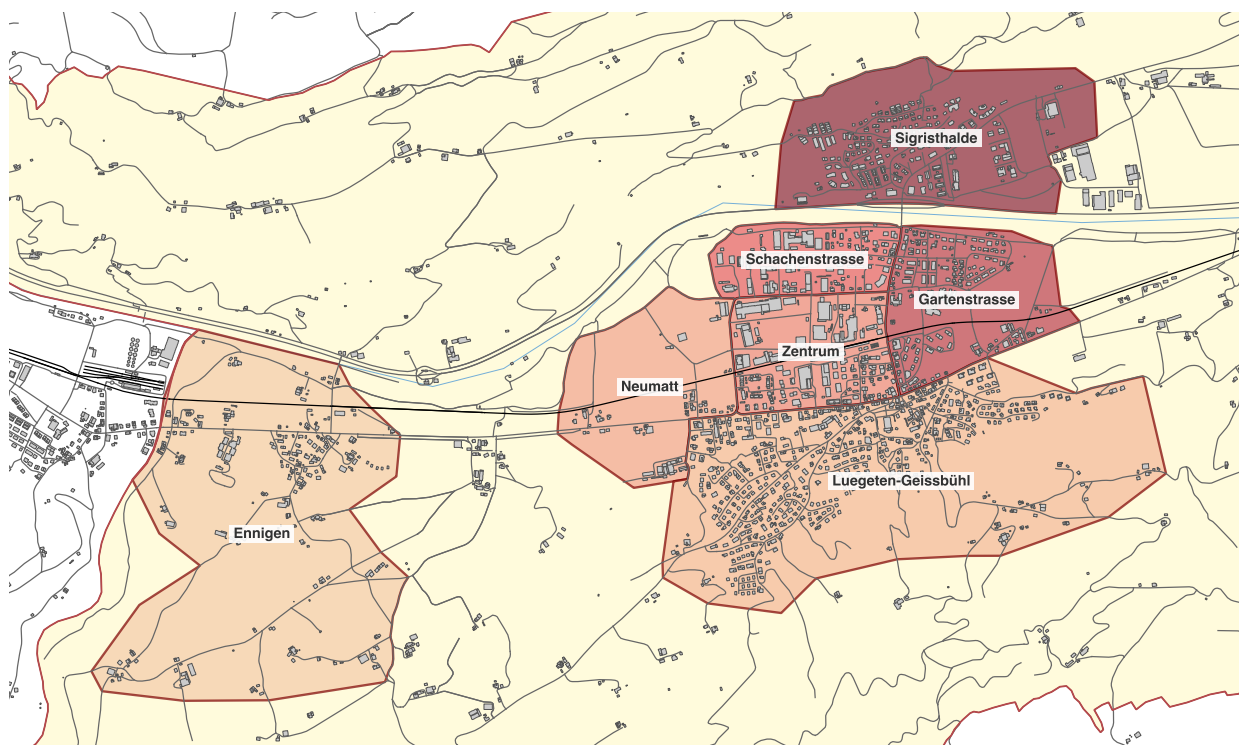 Sigristhalde
Schachenstrasse
Gartenstrasse
Zentrum
Neumatt
Luegeten-Geissbühl
Ennigen